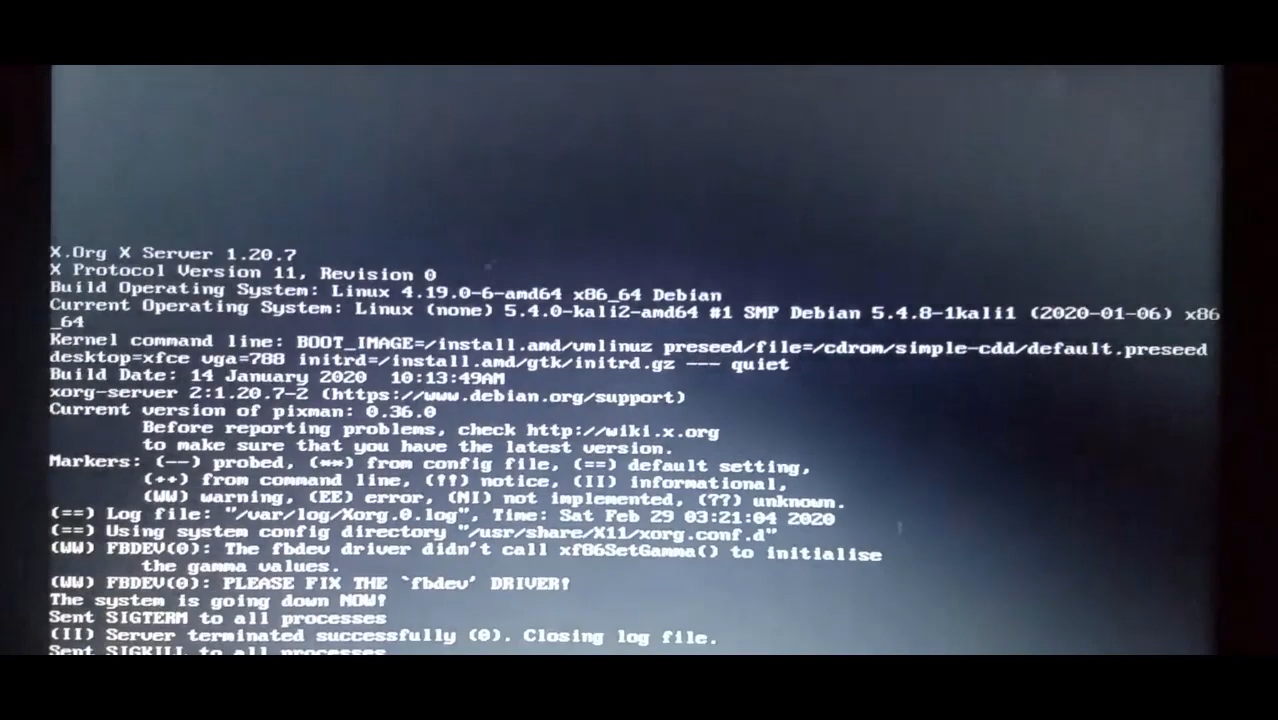 X.Org X Server 1.20.7
X Protocol Version 11, Revision 0
Build Operating System: Linux 4.19.0-6-amd64 x86_64 Debian
Current Operating System: Linux (none) 5.4.0-kali2-amd64 #1 SMP Debian 5.4.8-1kali1 (2020-01-06) x86
_64
Kernel command line: BOOT_IMAGE=/install.amd/vmlinuz preseed/file=/cdrom/simple-cdd/default.preseed
desktop=xfce vga=788 initrd=/install.amd/gtk/initrd.gz --- quiet
Build Date: 14 January 2020  10:13:49AM
xorg-server 2:1.20.7-2 (https://www.debian.org/support)
Current version of pixman: 0.36.0
Before reporting problems, check http://wiki.x.org
to make sure that you have the latest version.
Markers: (--) probed, (**) from config file, (==) default setting,
(++) from command line, (!!) notice, (II) informational,
(WW) warning, (EE) error, (NI) not implemented, (??) unknown.
(==) Log file: "/var/log/Xorg.0.log", Time: Sat Feb 29 03:21:04 2020
(==) Using system config directory "/usr/share/X11/xorg.conf.d"
(WW) FBDEV(0): The fbdev driver didn't call xf86SetGamma() to initialise
the gamma values.
(WW) FBDEV(0): PLEASE FIX THE `fbdev' DRIVER!
The system is going down NOW!
Sent SIGTERM to all processes
(II) Server terminated successfully (0). Closing log file.
Sent SIGKILL to all processes